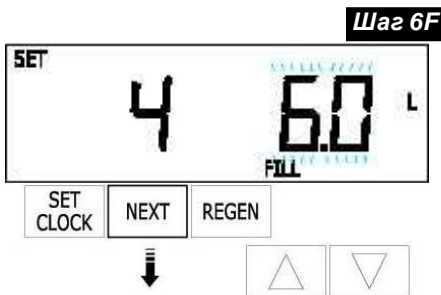 Шаг 6F
SET
4 6.0 L
FILL
SET CLOCK
NEXT
REGEN